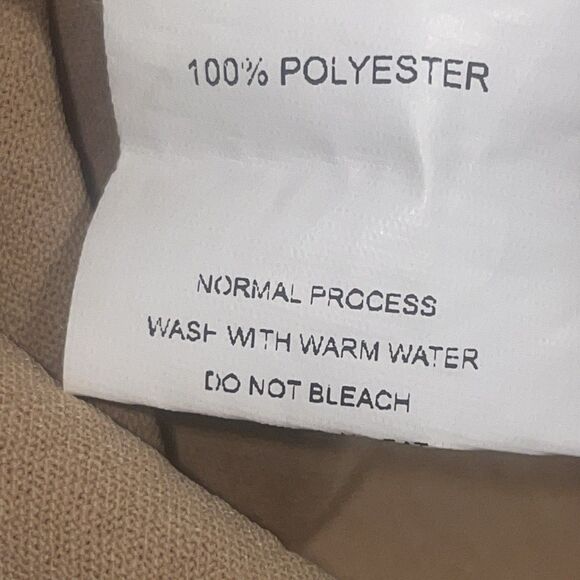 100% POLYESTER
NORMAL PROCESS
WASH WITH WARM WATER
DO NOT BLEACH